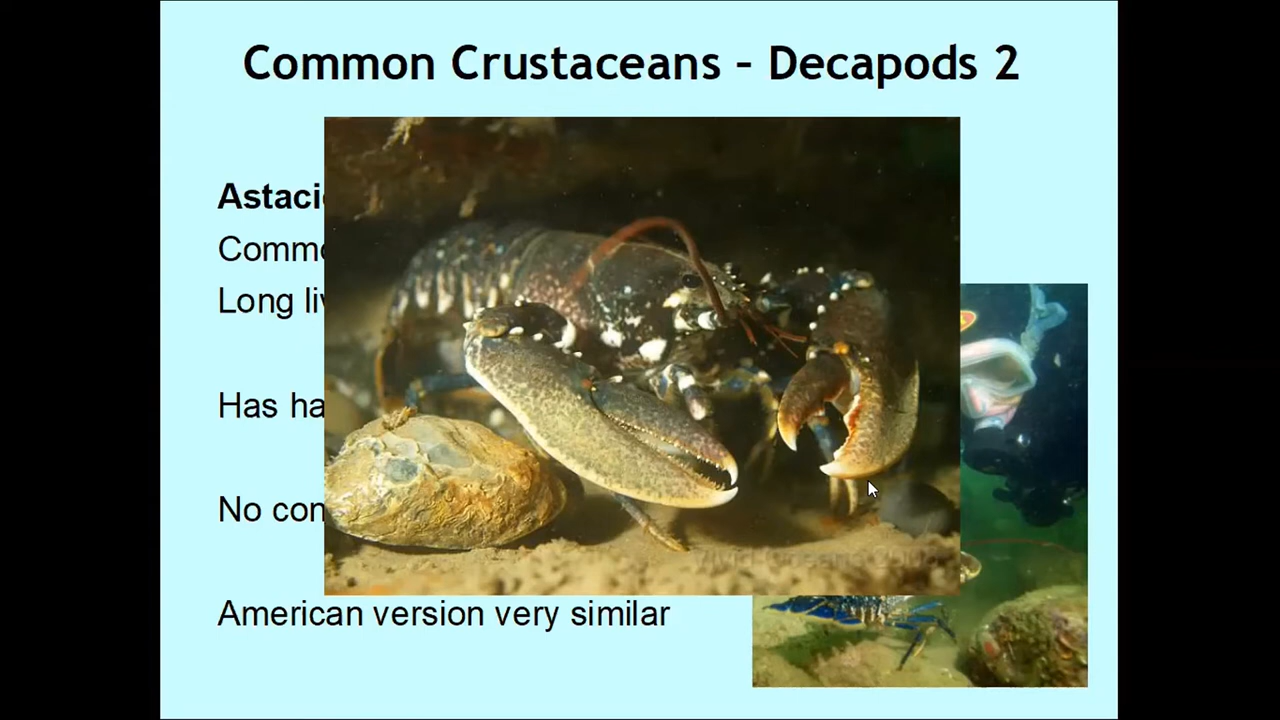 Common Crustaceans – Decapods 2
Astaci
Comm
Long li
Has ha
No con
American version very similar